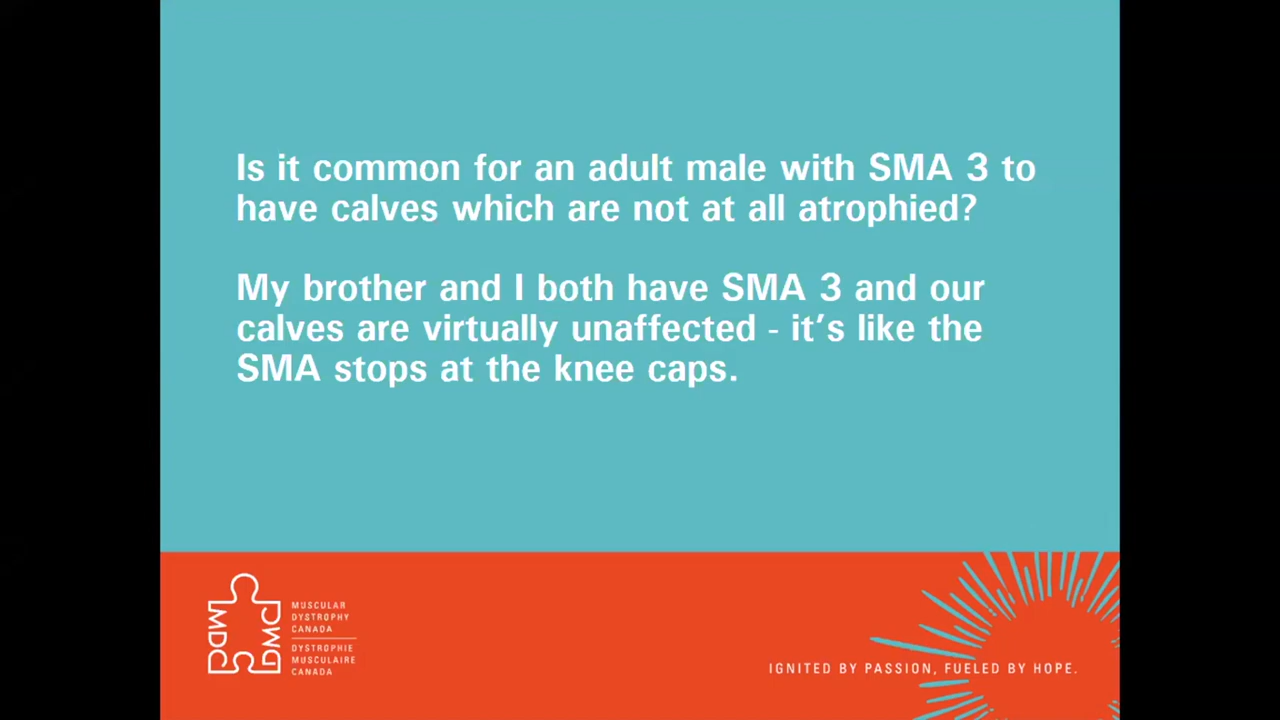 Is it common for an adult male with SMA 3 to
have calves which are not at all atrophied?
My brother and I both have SMA 3 and our
calves are virtually unaffected - it's like the
SMA stops at the knee caps.
MDC
DMC
MUSCULAR
DYSTROPHY
CANADA
DYSTROPHIE
MUSCULAIRE
CANADA
IGNITED BY PASSION, FUELED BY HOPE.